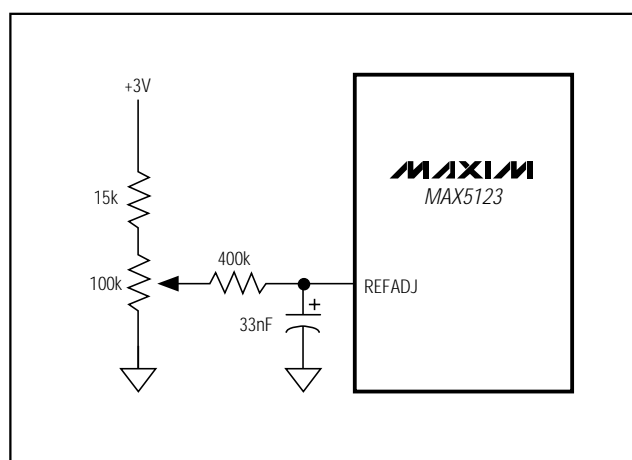 +3V
15k
100k
400k
+
33nF
REFADJ
MAXIM
MAX5123